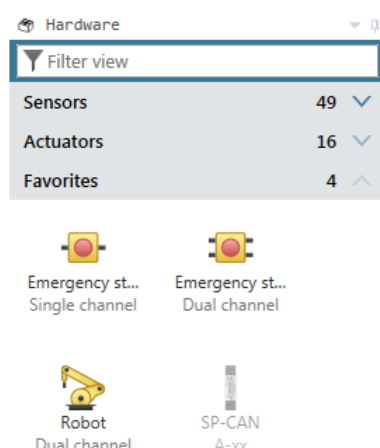 Hardware
Filter view
Sensors 49
Actuators 16
Favorites 4
Emergency st... Emergency st...
Single channel Dual channel
Robot SP-CAN
Dual channel A-xx